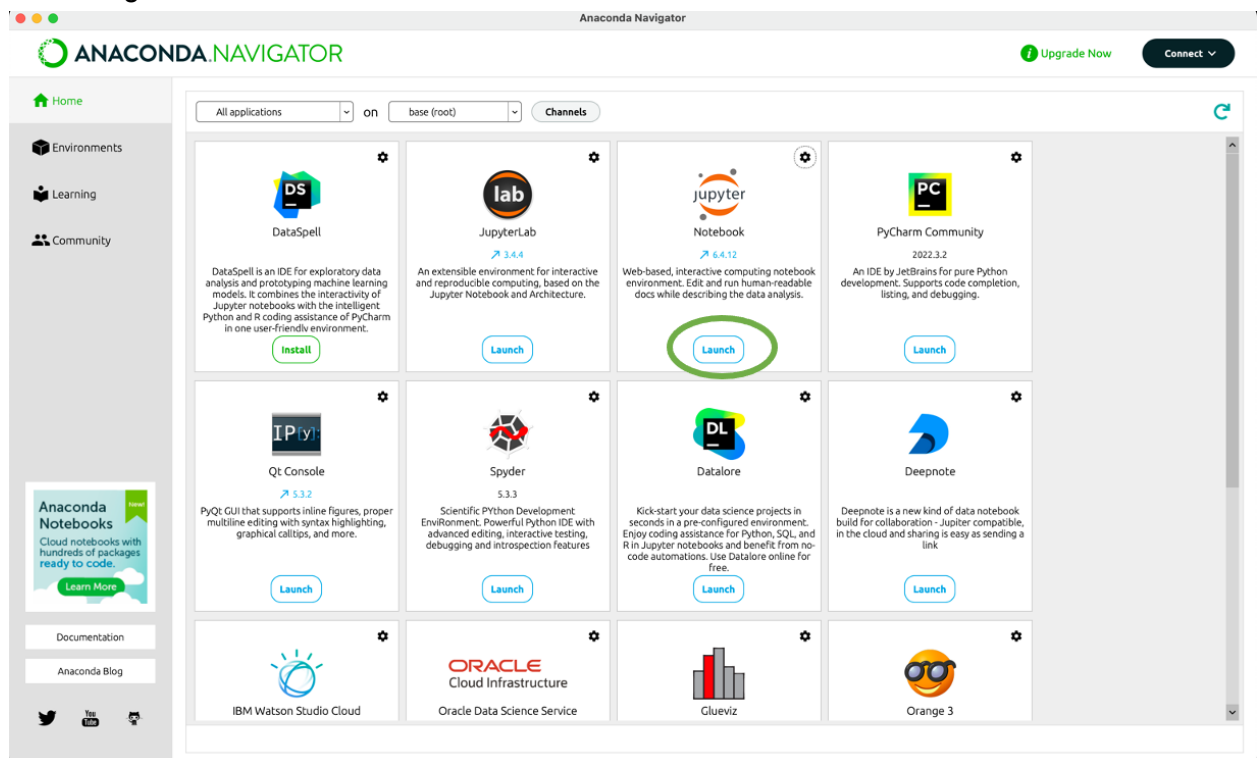 Anaconda Navigator
ANACONDA.NAVIGATOR
i Upgrade Now
Connect
Home
Environments
Learning
Community
All applications
on
base (root)
Channels
DS
DataSpell
DataSpell is an IDE for exploratory data
analysis and prototyping machine learning
models. It combines the interactivity of
Jupyter notebooks with the intelligent
Python and R coding assistance of PyCharm
in one user-friendly environment.
Install
lab
JupyterLab
3.4.4
An extensible environment for interactive
and reproducible computing, based on the
Jupyter Notebook and Architecture.
Launch
jupyter
Notebook
6.4.12
Web-based, interactive computing notebook
environment. Edit and run human-readable
docs while describing the data analysis.
Launch
PC
PyCharm Community
2022.3.2
An IDE by JetBrains for pure Python
development. Supports code completion,
listing, and debugging.
Launch
IP[y]:
Qt Console
5.3.2
PyQt GUI that supports inline figures, proper
multiline editing with syntax highlighting,
graphical calltips, and more.
Launch
Spyder
5.3.3
Scientific PYthon Development
EnviRonment. Powerful Python IDE with
advanced editing, interactive testing,
debugging and introspection features
Launch
DL
Datalore
Kick-start your data science projects in
seconds in a pre-configured environment.
Enjoy coding assistance for Python, SQL, and
R in Jupyter notebooks and benefit from no-
code automations. Use Datalore online for
free.
Launch
Deepnote
Deepnote is a new kind of data notebook
build for collaboration - Jupiter compatible,
in the cloud and sharing is easy as sending a
link
Launch
IBM Watson Studio Cloud
ORACLE
Cloud Infrastructure
Oracle Data Science Service
Glueviz
Orange 3
Anaconda
Notebooks
New!
Cloud notebooks with
hundreds of packages
ready to code.
Learn More
Documentation
Anaconda Blog
You
Tube